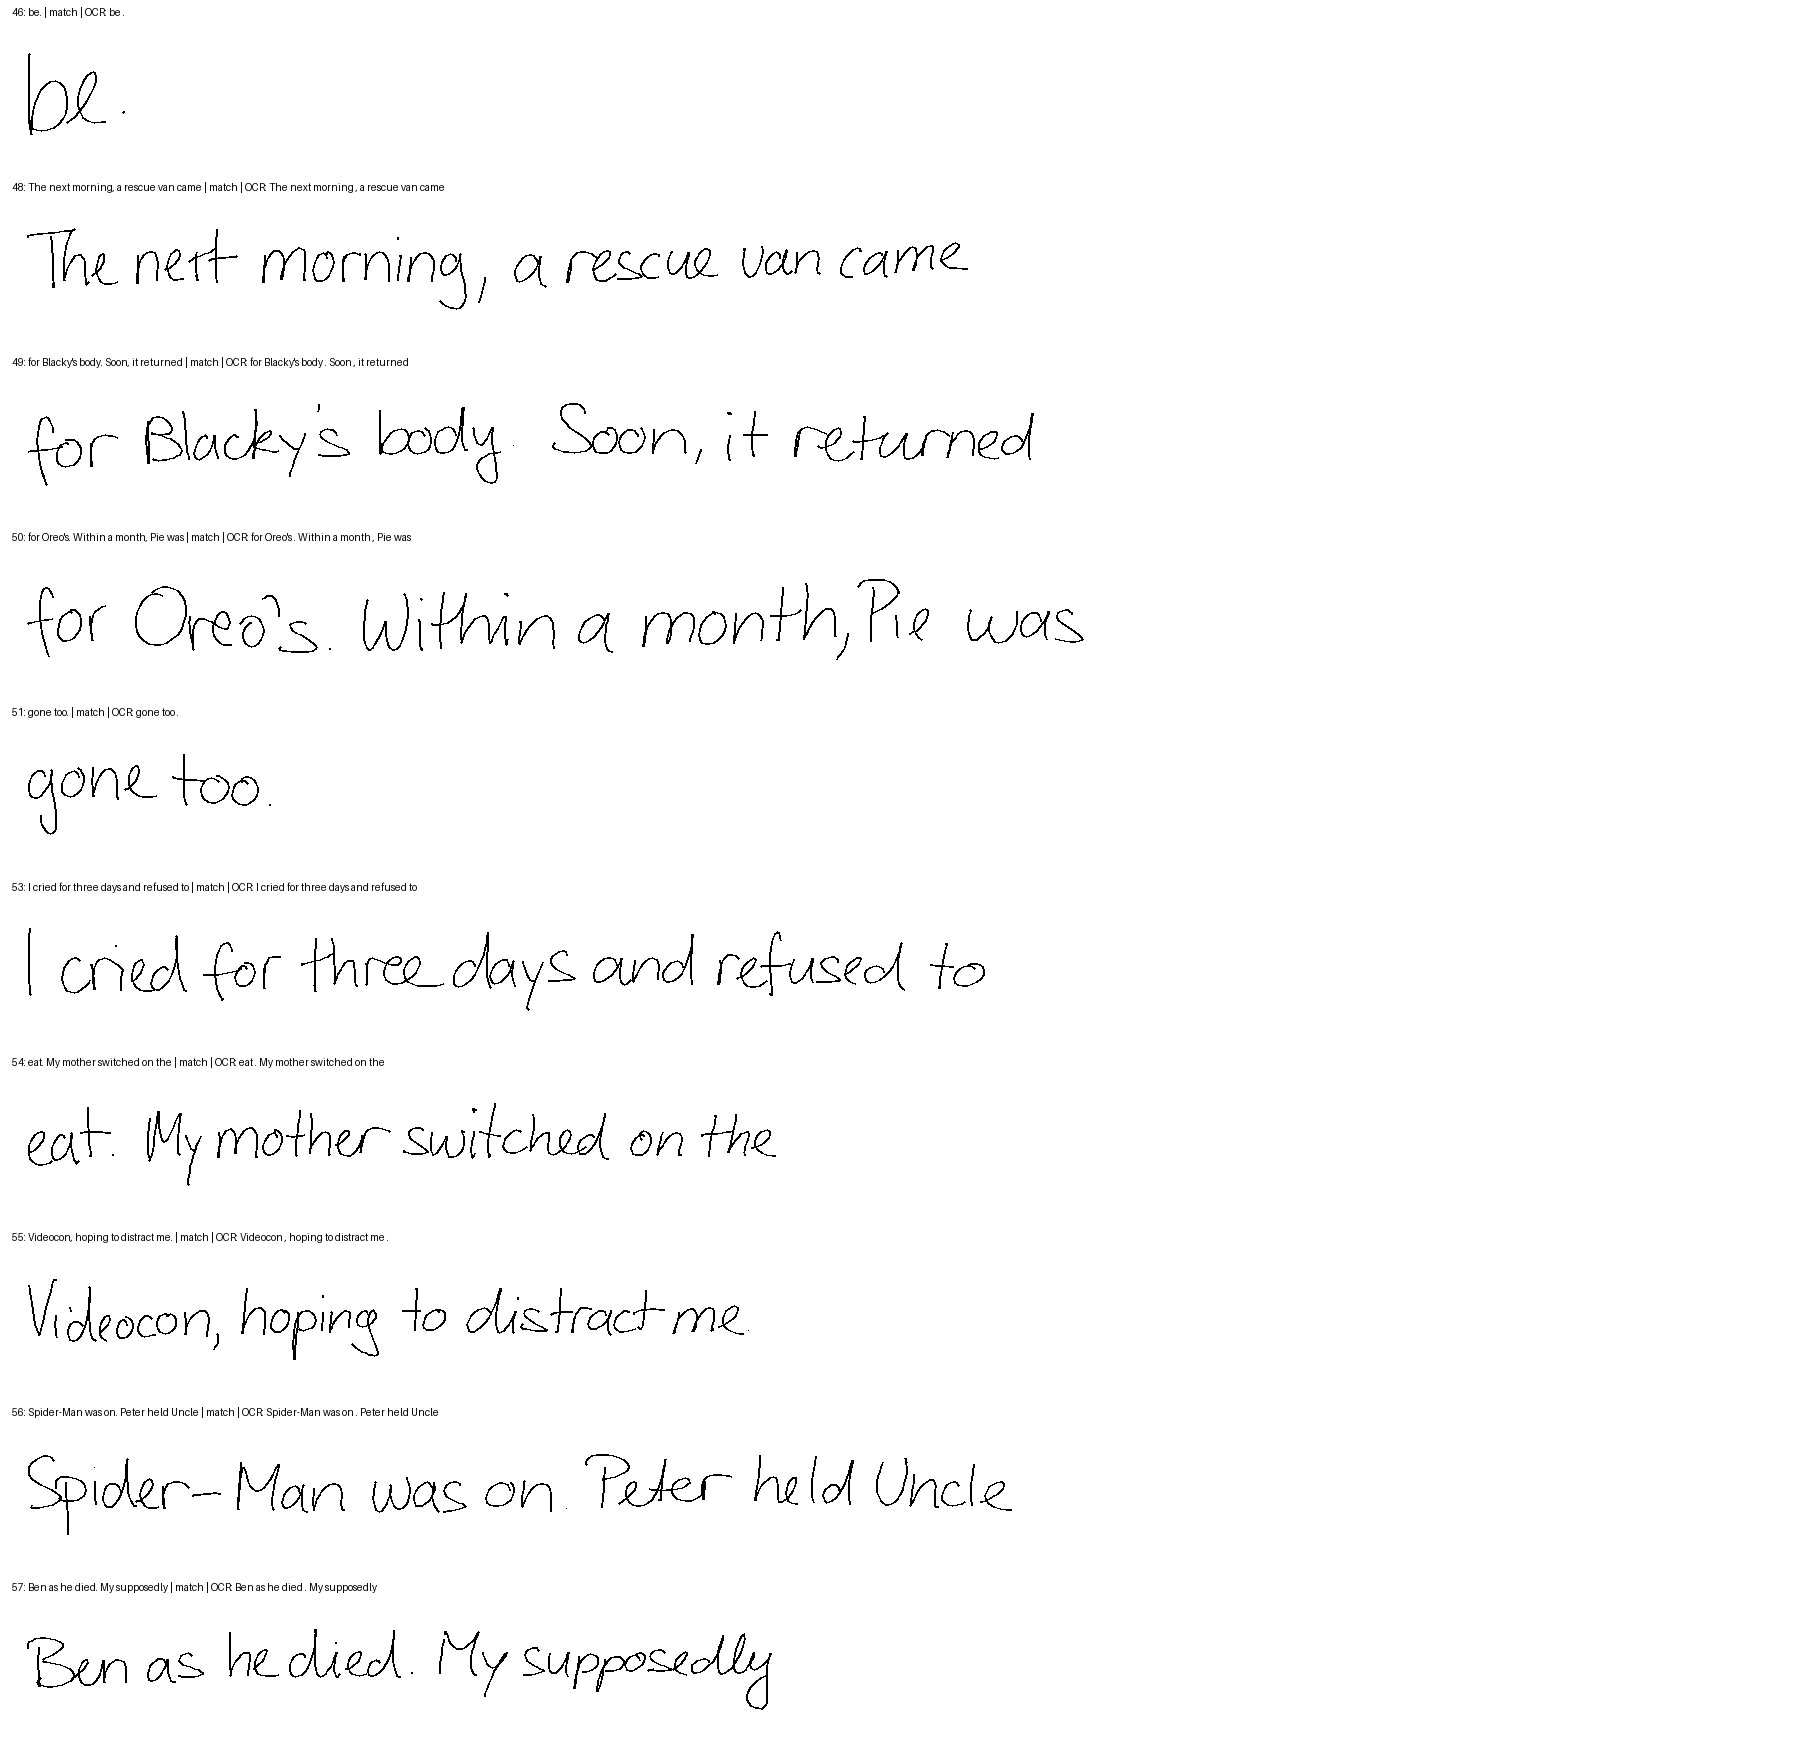 46: be. | match | OCR: be .
be.
48: The next morning, a rescue van came | match | OCR: The next morning , a rescue van came
The next morning, a rescue van came
49: for Blacky's body. Soon, it returned | match | OCR: for Blacky's body . Soon , it returned
for Blacky's body. Soon, it returned
50: for Oreo's. Within a month, Pie was | match | OCR: for Oreo's . Within a month , Pie was
for Oreo's. Within a month, Pie was
51: gone too. | match | OCR: gone too .
gone too.
53: I cried for three days and refused to | match | OCR: I cried for three days and refused to
I cried for three days and refused to
54: eat. My mother switched on the | match | OCR: eat . My mother switched on the
eat. My mother switched on the
55: Videocon, hoping to distract me. | match | OCR: Videocon , hoping to distract me .
Videocon, hoping to distract me.
56: Spider-Man was on. Peter held Uncle | match | OCR: Spider-Man was on . Peter held Uncle
Spider-Man was on. Peter held Uncle
57: Ben as he died. My supposedly | match | OCR: Ben as he died . My supposedly
Ben as he died. My supposedly